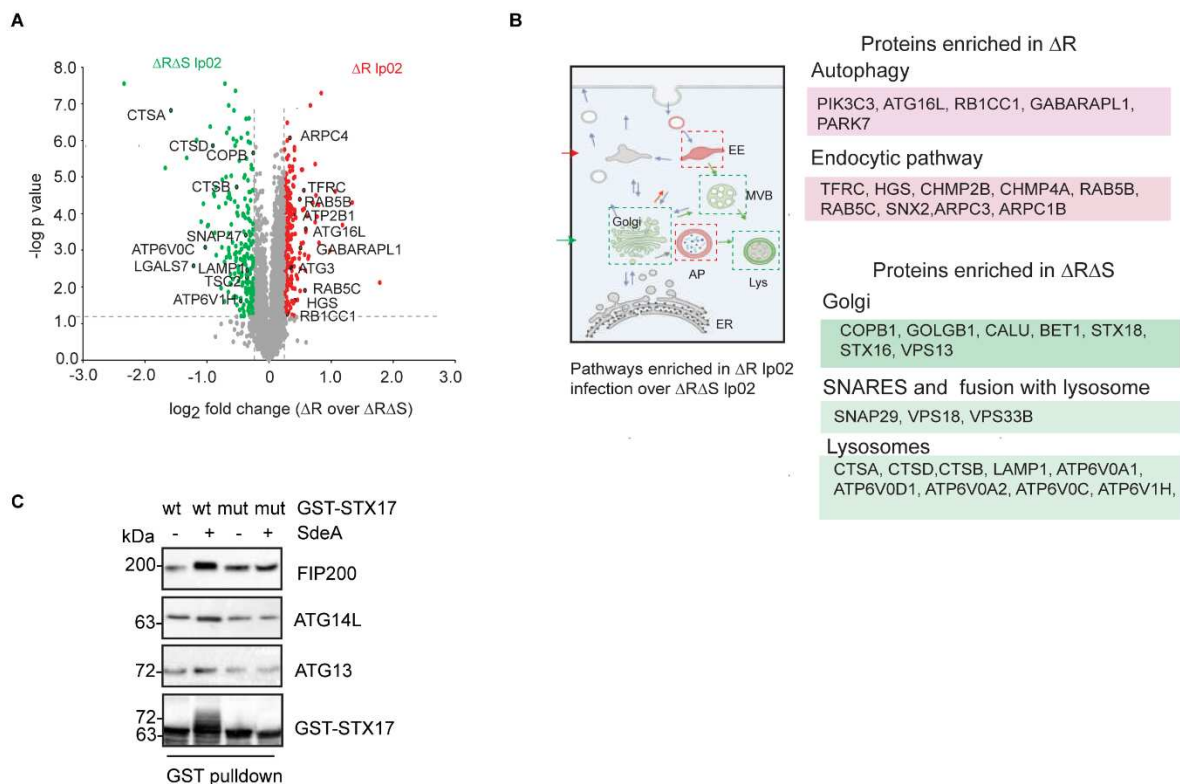 A
ΔRΔS lp02
ΔR lp02
8.0
7.0
6.0
5.0
4.0
3.0
2.0
1.0
0.0
-log p value
CTSA
CTSD
COPB
CTSB
SNAP47
ATP6V0C
LGALS7
LAMP1
TSC2
ATP6V1H
ARPC4
TFRC
RAB5B
ATP2B1
ATG16L
GABARAPL1
ATG3
RAB5C
HGS
RB1CC1
-3.0 -2.0 -1.0 0 1.0 2.0 3.0
log2 fold change (ΔR over ΔRΔS)
B
EE
MVB
Golgi
AP
Lys
ER
Pathways enriched in ΔR lp02
infection over ΔRΔS lp02
Proteins enriched in ΔR
Autophagy
PIK3C3, ATG16L, RB1CC1, GABARAPL1,
PARK7
Endocytic pathway
TFRC, HGS, CHMP2B, CHMP4A, RAB5B,
RAB5C, SNX2,ARPC3, ARPC1B
Proteins enriched in ΔRΔS
Golgi
COPB1, GOLGB1, CALU, BET1, STX18,
STX16, VPS13
SNARES and fusion with lysosome
SNAP29, VPS18, VPS33B
Lysosomes
CTSA, CTSD,CTSB, LAMP1, ATP6V0A1,
ATP6V0D1, ATP6V0A2, ATP6V0C, ATP6V1H,
C
wt wt mut mut GST-STX17
kDa - + - + SdeA
200 FIP200
63 ATG14L
72 ATG13
72
63 GST-STX17
GST pulldown